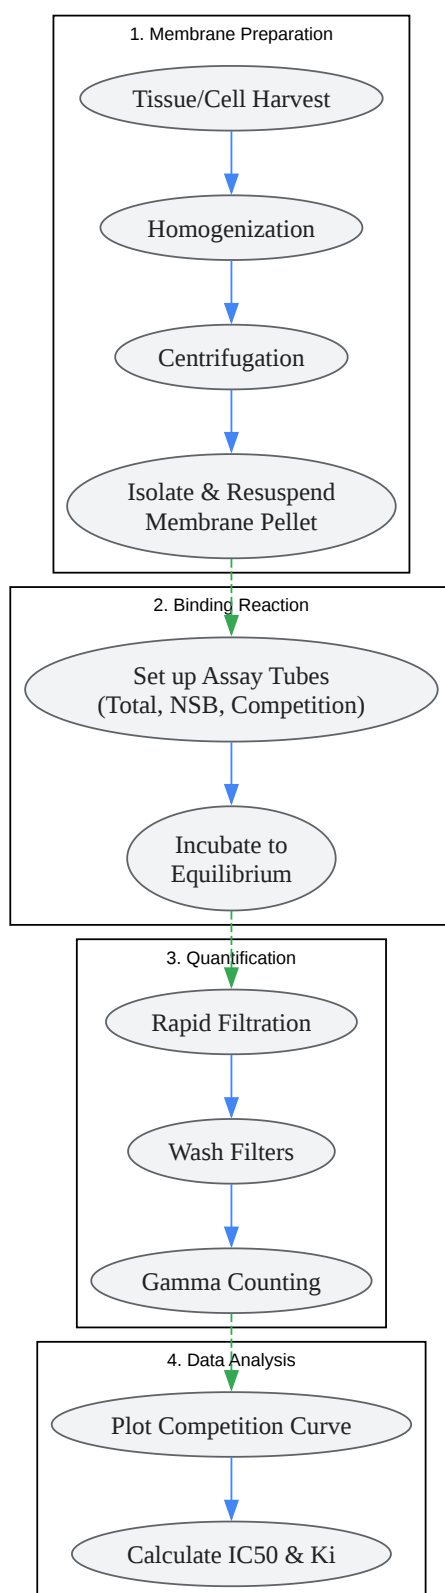 1. Membrane Preparation
Tissue/Cell Harvest
Homogenization
Centrifugation
Isolate & Resuspend
Membrane Pellet
2. Binding Reaction
Set up Assay Tubes
(Total, NSB, Competition)
Incubate to
Equilibrium
3. Quantification
Rapid Filtration
Wash Filters
Gamma Counting
4. Data Analysis
Plot Competition Curve
Calculate IC50 & Ki